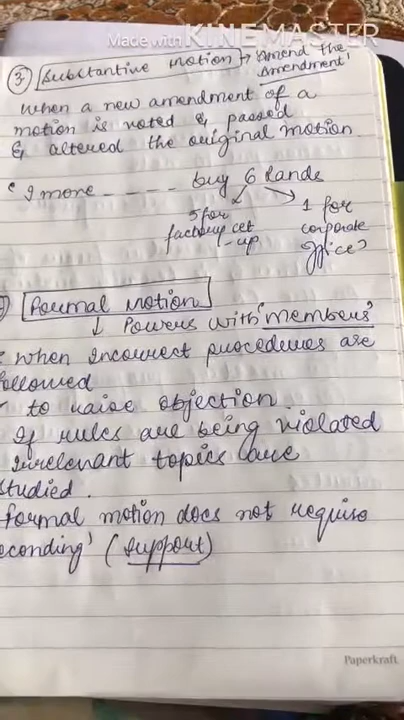 Made with KINEMASTER
③ Substantive Motion → 'Amend the
Amendment'
When a new amendment of a
motion is voted & passed
& altered the original motion
"I move - - - - buy 6 lands
5 for
factory set
-up
1 for
corporate
office"
Formal Motion
↓ Powers with "members"
when incorrect procedures are
followed
to raise objection
If rules are being violated
irrelevant topics are
studied.
formal motion does not require
seconding' (support)
Paperkraft